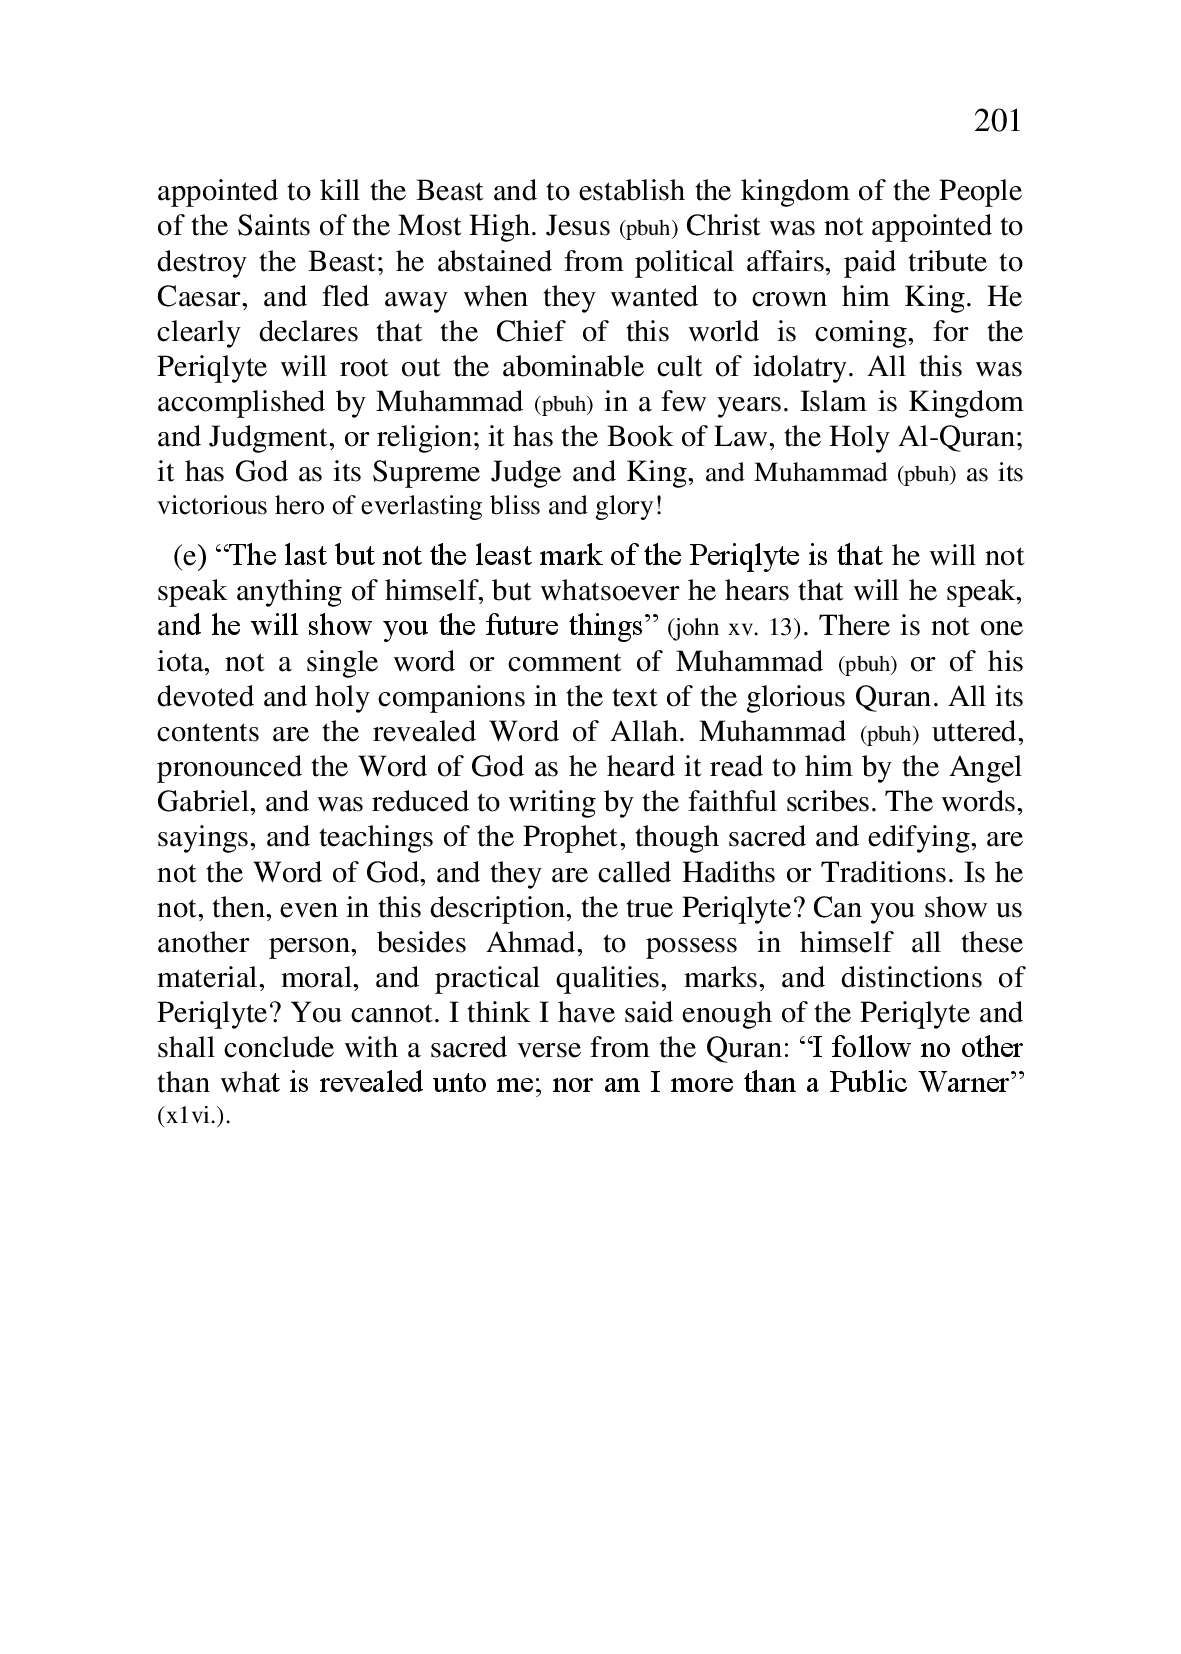 201
appointed to kill the Beast and to establish the kingdom of the People
of the Saints of the Most High. Jesus (pbuh) Christ was not appointed to
destroy the Beast; he abstained from political affairs, paid tribute to
Caesar, and fled away when they wanted to crown him King. He
clearly declares that the Chief of this world is coming, for the
Periqlyte will root out the abominable cult of idolatry. All this was
accomplished by Muhammad (pbuh) in a few years. Islam is Kingdom
and Judgment, or religion; it has the Book of Law, the Holy Al-Quran;
it has God as its Supreme Judge and King, and Muhammad (pbuh) as its
victorious hero of everlasting bliss and glory!
(e) “The last but not the least mark of the Periqlyte is that he will not
speak anything of himself, but whatsoever he hears that will he speak,
and he will show you the future things” (john xv. 13). There is not one
iota, not a single word or comment of Muhammad (pbuh) or of his
devoted and holy companions in the text of the glorious Quran. All its
contents are the revealed Word of Allah. Muhammad (pbuh) uttered,
pronounced the Word of God as he heard it read to him by the Angel
Gabriel, and was reduced to writing by the faithful scribes. The words,
sayings, and teachings of the Prophet, though sacred and edifying, are
not the Word of God, and they are called Hadiths or Traditions. Is he
not, then, even in this description, the true Periqlyte? Can you show us
another person, besides Ahmad, to possess in himself all these
material, moral, and practical qualities, marks, and distinctions of
Periqlyte? You cannot. I think I have said enough of the Periqlyte and
shall conclude with a sacred verse from the Quran: “I follow no other
than what is revealed unto me; nor am I more than a Public Warner”
(x1vi.).